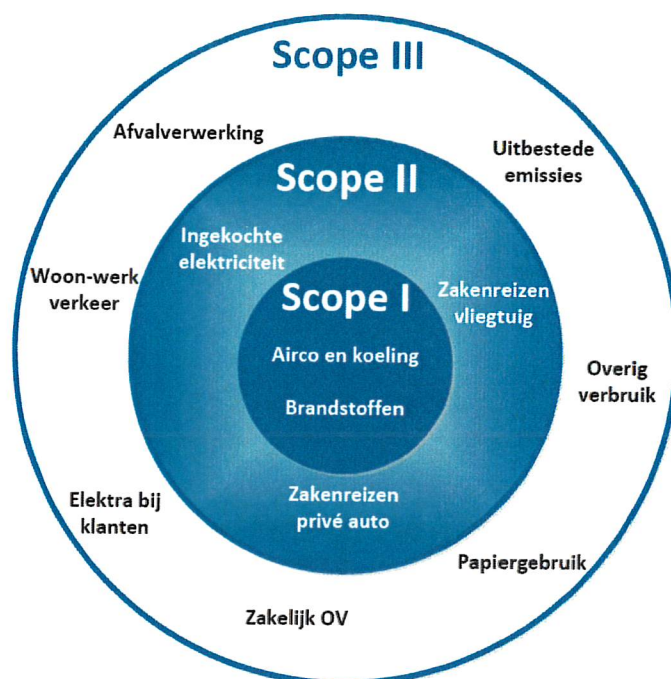 Scope III
Afvalverwerking
Uitbestede
emissies
Scope II
Ingekochte
elektriciteit
Woon-werk
verkeer
Scope I
Zakenreizen
vliegtuig
Airco en koeling
Overig
verbruik
Brandstoffen
Elektra bij
klanten
Zakenreizen
privé auto
Papiergebruik
Zakelijk OV